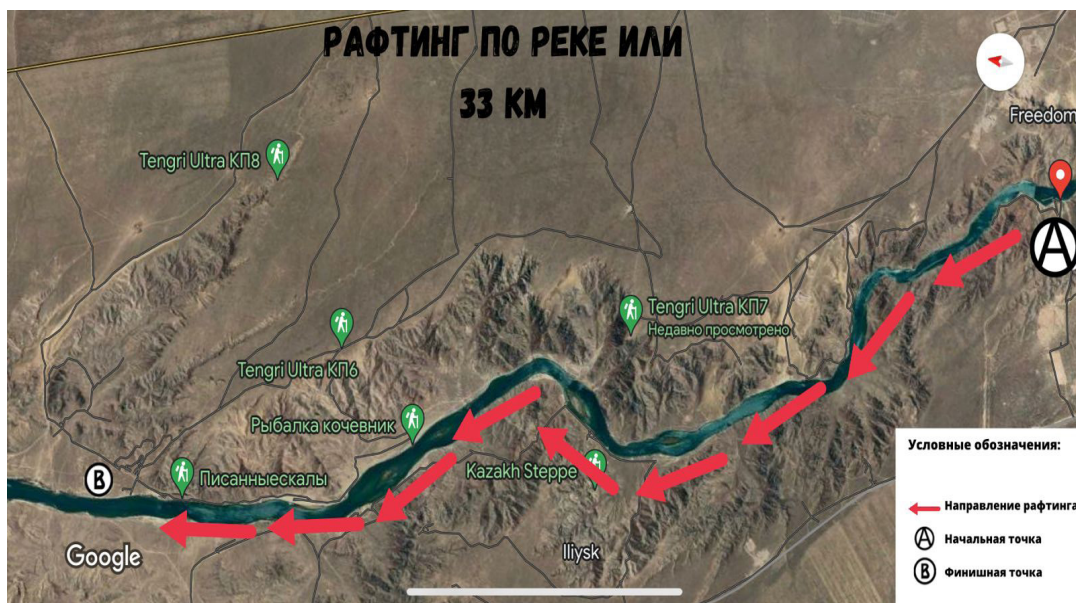 РАФТИНГ ПО РЕКЕ ИЛИ
33 КМ
Freedom
Tengri Ultra КП8
A
Tengri Ultra КП7
Недавно просмотрено
Tengri Ultra КП6
Рыбалка кочевник
Kazakh Steppe
B
Писанныескалы
Google
Iliysk
Условные обозначения:
Направление рафтинга
A Начальная точка
B Финишная точка